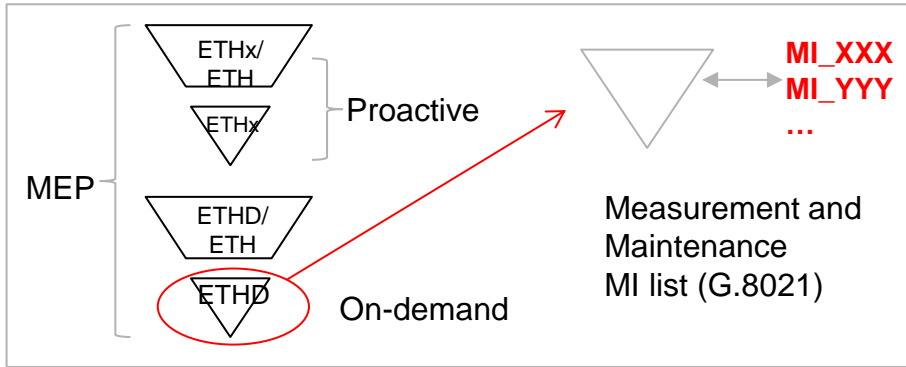 MEP
ETHx/
ETH
ETHx
Proactive
ETHD/
ETH
ETHD
On-demand
MI_XXX
MI_YYY
...
Measurement and
Maintenance
MI list (G.8021)